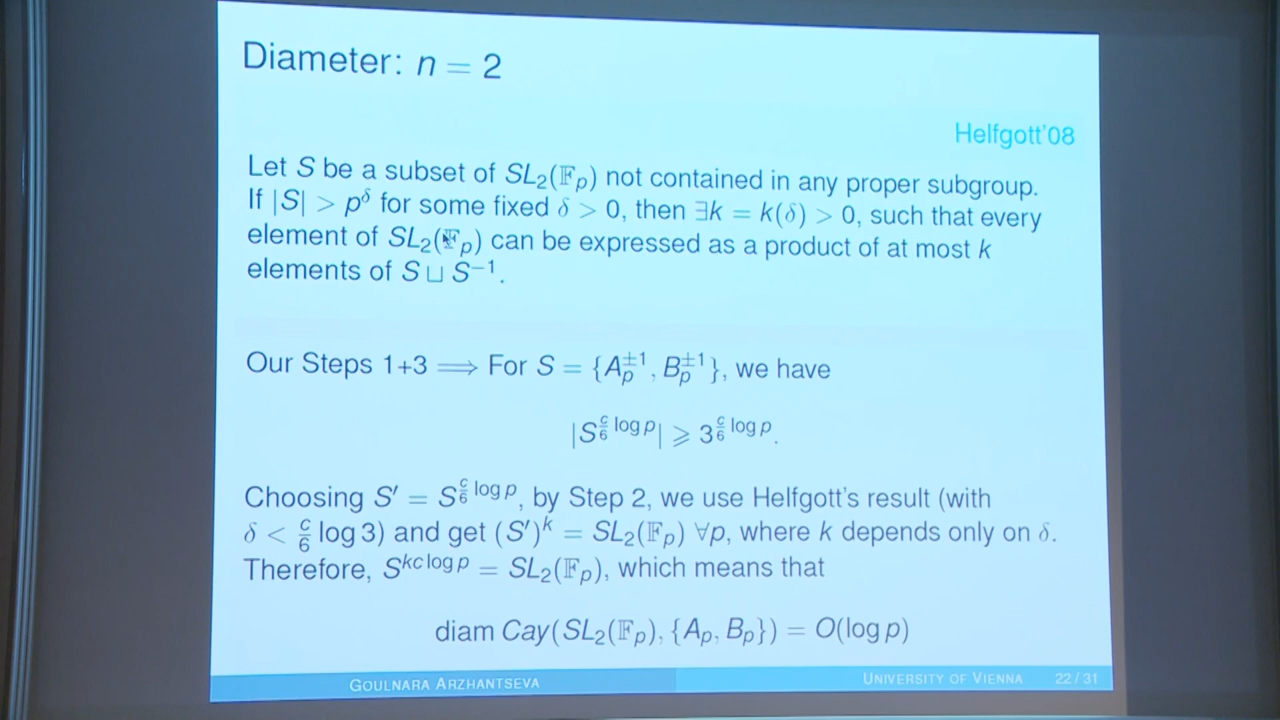 Diameter: n = 2
Helfgott'08
Let S be a subset of SL₂(𝔽ₚ) not contained in any proper subgroup.
If |S| > p^δ for some fixed δ > 0, then ∃k = k(δ) > 0, such that every
element of SL₂(𝔽ₚ) can be expressed as a product of at most k
elements of S ⊔ S⁻¹.
Our Steps 1+3 ⟹ For S = {Aₚ^±1, Bₚ^±1}, we have
|S^{c/6 log p}| ⩾ 3^{c/6 log p}.
Choosing S′ = S^{c/6 log p}, by Step 2, we use Helfgott's result (with
δ < c/6 log 3) and get (S′)^k = SL₂(𝔽ₚ) ∀p, where k depends only on δ.
Therefore, S^{kc log p} = SL₂(𝔽ₚ), which means that
diam Cay(SL₂(𝔽ₚ), {Aₚ, Bₚ}) = O(log p)
GOULNARA ARZHANTSEVA UNIVERSITY OF VIENNA 22 / 31